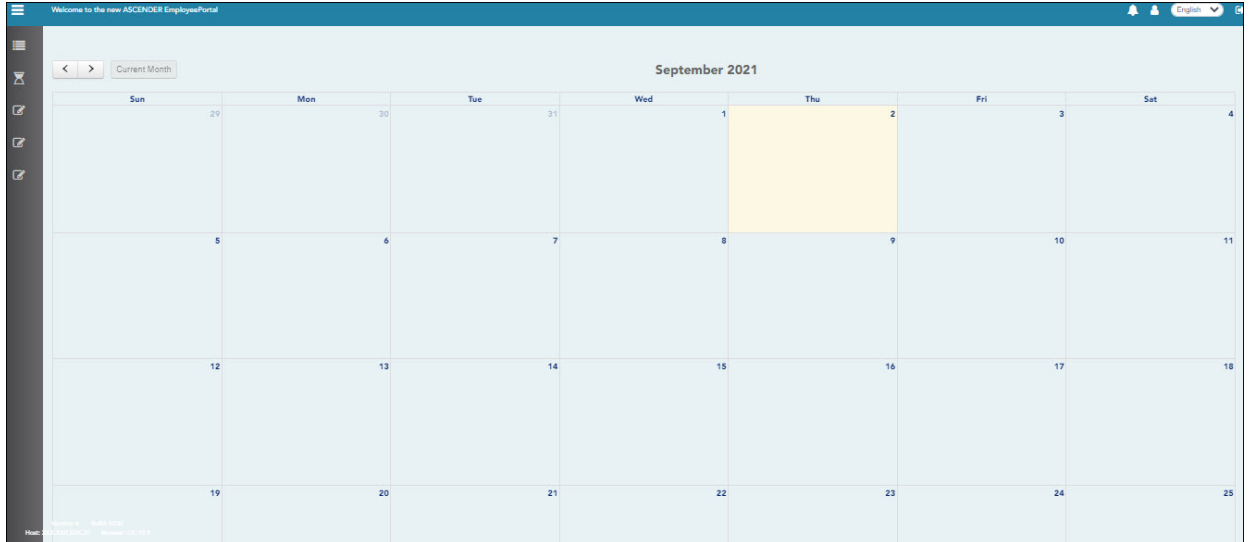 Welcome to the new ASCENDER EmployeePortal English
Current Month September 2021
Sun Mon Tue Wed Thu Fri Sat
29 30 31 1 2 3 4
5 6 7 8 9 10 11
12 13 14 15 16 17 18
19 20 21 22 23 24 25
Host: